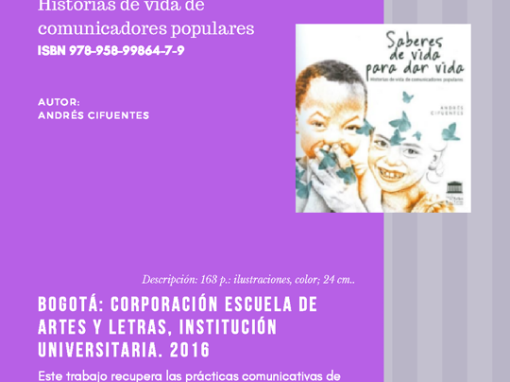 Historias de vida de
comunicadores populares
ISBN 978-958-99864-7-9
AUTOR:
ANDRÉS CIFUENTES
Saberes
de vida
para dar vida
Historias de vida de comunicadores populares
ANDRÉS
CIFUENTES
Descripción: 163 p.: ilustraciones, color; 24 cm..
BOGOTÁ: CORPORACIÓN ESCUELA DE
ARTES Y LETRAS, INSTITUCIÓN
UNIVERSITARIA. 2016
Este trabajo recupera las prácticas comunicativas de